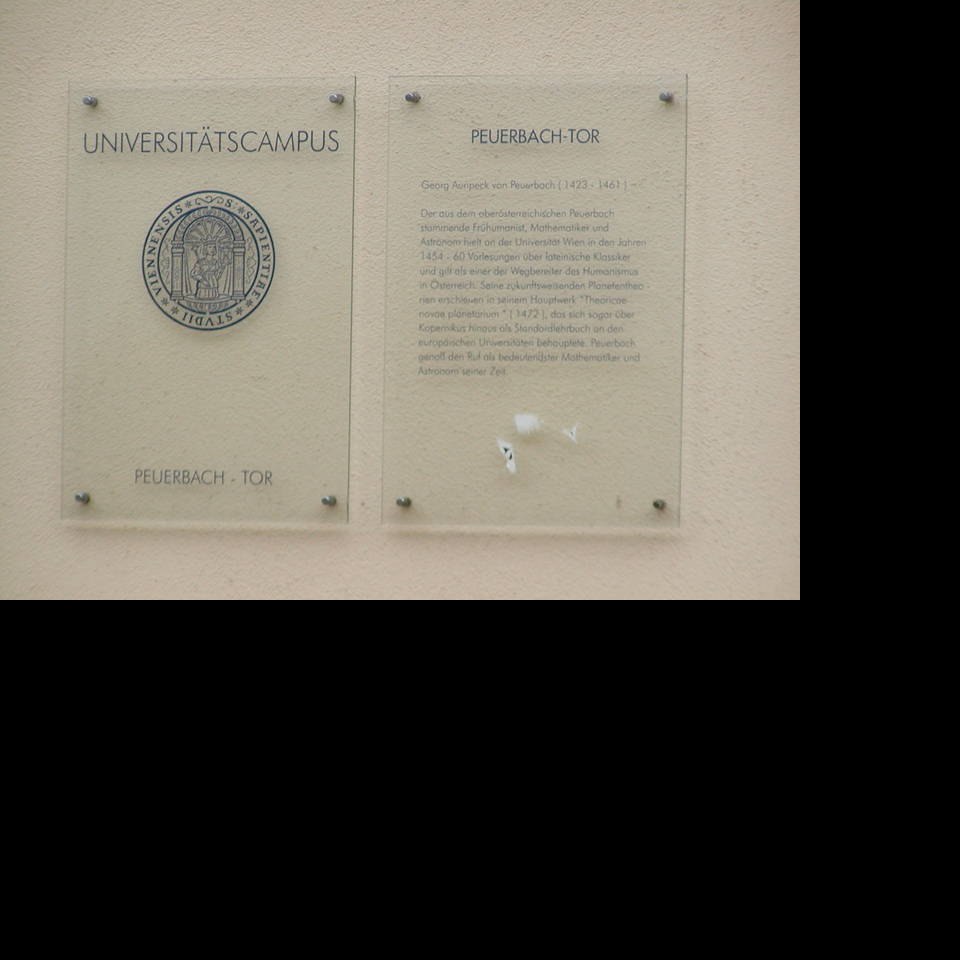 UNIVERSITÄTSCAMPUS
S: SAPIENTIAE * STVDII * VIENNENSIS *
PEUERBACH - TOR
PEUERBACH-TOR
Georg Aunpeck von Peuerbach ( 1423 - 1461 ) –
Der aus dem oberösterreichischen Peuerbach
stammende Frühumanist, Mathematiker und
Astronom hielt an der Universität Wien in den Jahren
1454 - 60 Vorlesungen über lateinische Klassiker
und gilt als einer der Wegbereiter des Humanismus
in Österreich. Seine zukunftsweisenden Planetentheo -
rien erschienen in seinem Hauptwerk "Theoricae
novae planetarium " ( 1472 ), das sich sogar über
Kopernikus hinaus als Standardlehrbuch an den
europäischen Universitäten behauptete. Peuerbach
genoß den Ruf als bedeutendster Mathematiker und
Astronom seiner Zeit.